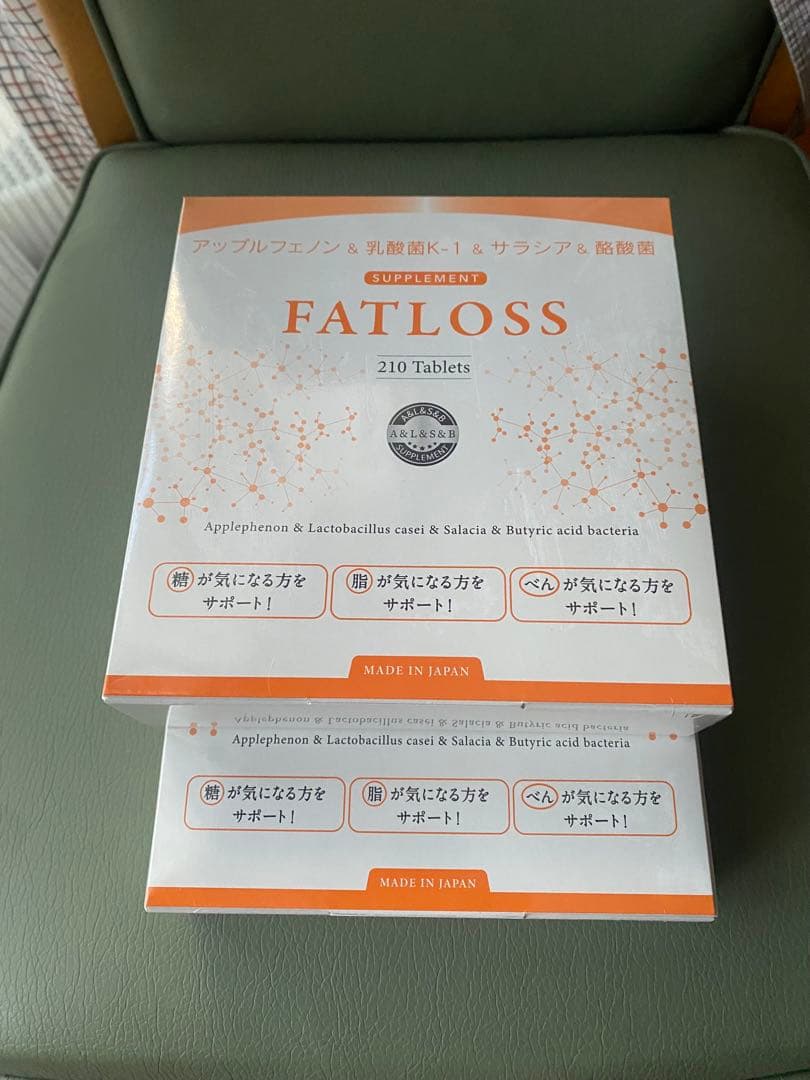 アップルフェノン & 乳酸菌K-1 & サラシア & 酪酸菌
SUPPLEMENT
FATLOSS
210 Tablets
A&L&S&B
A&L&S&B
SUPPLEMENT
Applephenon & Lactobacillus casei & Salacia & Butyric acid bacteria
糖が気になる方を
サポート!
脂が気になる方を
サポート!
べんが気になる方を
サポート!
MADE IN JAPAN
Applephenon & Lactobacillus casei & Salacia & Butyric acid bacteria
Applephenon & Lactobacillus casei & Salacia & Butyric acid bacteria
糖が気になる方を
サポート!
脂が気になる方を
サポート!
べんが気になる方を
サポート!
MADE IN JAPAN